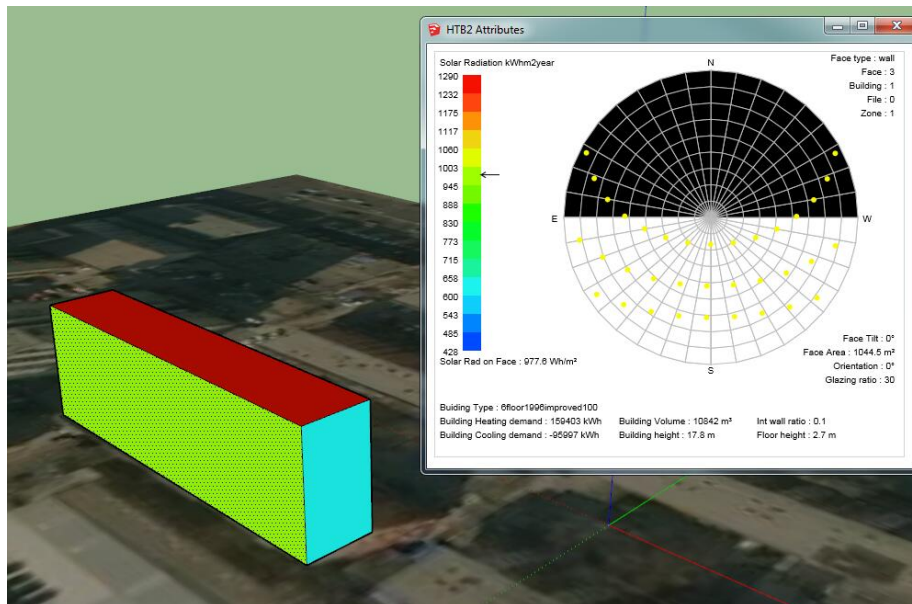 HTB2 Attributes
Solar Radiation kWhm2year
1290
1232
1175
1117
1060
1003
945
888
830
773
715
658
600
543
485
428
Solar Rad on Face : 977.6 Wh/m²
N
E
W
S
Face type : wall
Face : 3
Building : 1
File : 0
Zone : 1
Face Tilt : 0°
Face Area : 1044.5 m²
Orientation : 0°
Glazing ratio : 30
Buiding Type : 6floor1996improved100
Building Heating demand : 159403 kWh Building Volume : 10842 m³ Int wall ratio : 0.1
Building Cooling demand : -95997 kWh Building height : 17.8 m Floor height : 2.7 m